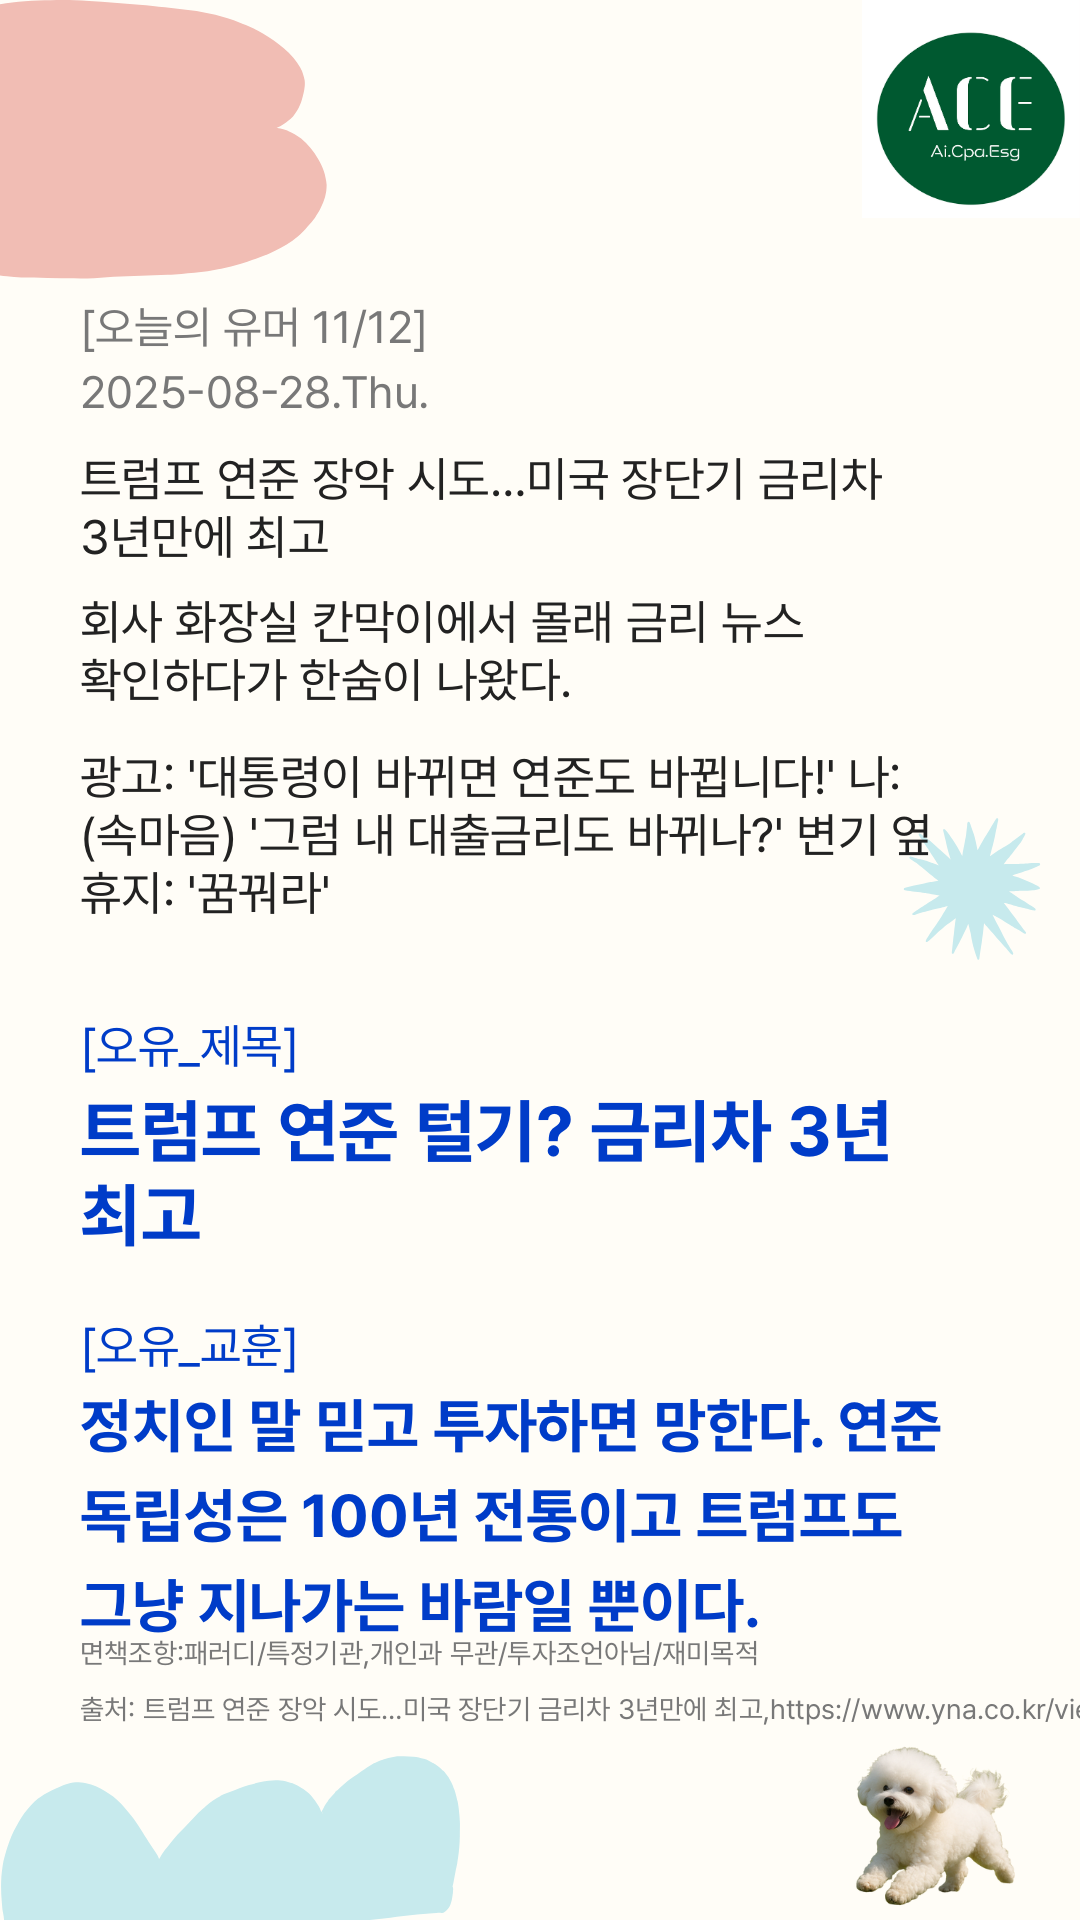 ACE
Ai.Cpa.Esg
[오늘의 유머 11/12]
2025-08-28.Thu.
트럼프 연준 장악 시도...미국 장단기 금리차
3년만에 최고
회사 화장실 칸막이에서 몰래 금리 뉴스
확인하다가 한숨이 나왔다.
광고: '대통령이 바뀌면 연준도 바뀝니다!' 나:
(속마음) '그럼 내 대출금리도 바뀌나?' 변기 옆
휴지: '꿈꿔라'
[오유_제목]
트럼프 연준 털기? 금리차 3년
최고
[오유_교훈]
정치인 말 믿고 투자하면 망한다. 연준
독립성은 100년 전통이고 트럼프도
그냥 지나가는 바람일 뿐이다.
면책조항:패러디/특정기관,개인과 무관/투자조언아님/재미목적
출처: 트럼프 연준 장악 시도...미국 장단기 금리차 3년만에 최고,https://www.yna.co.kr/vie